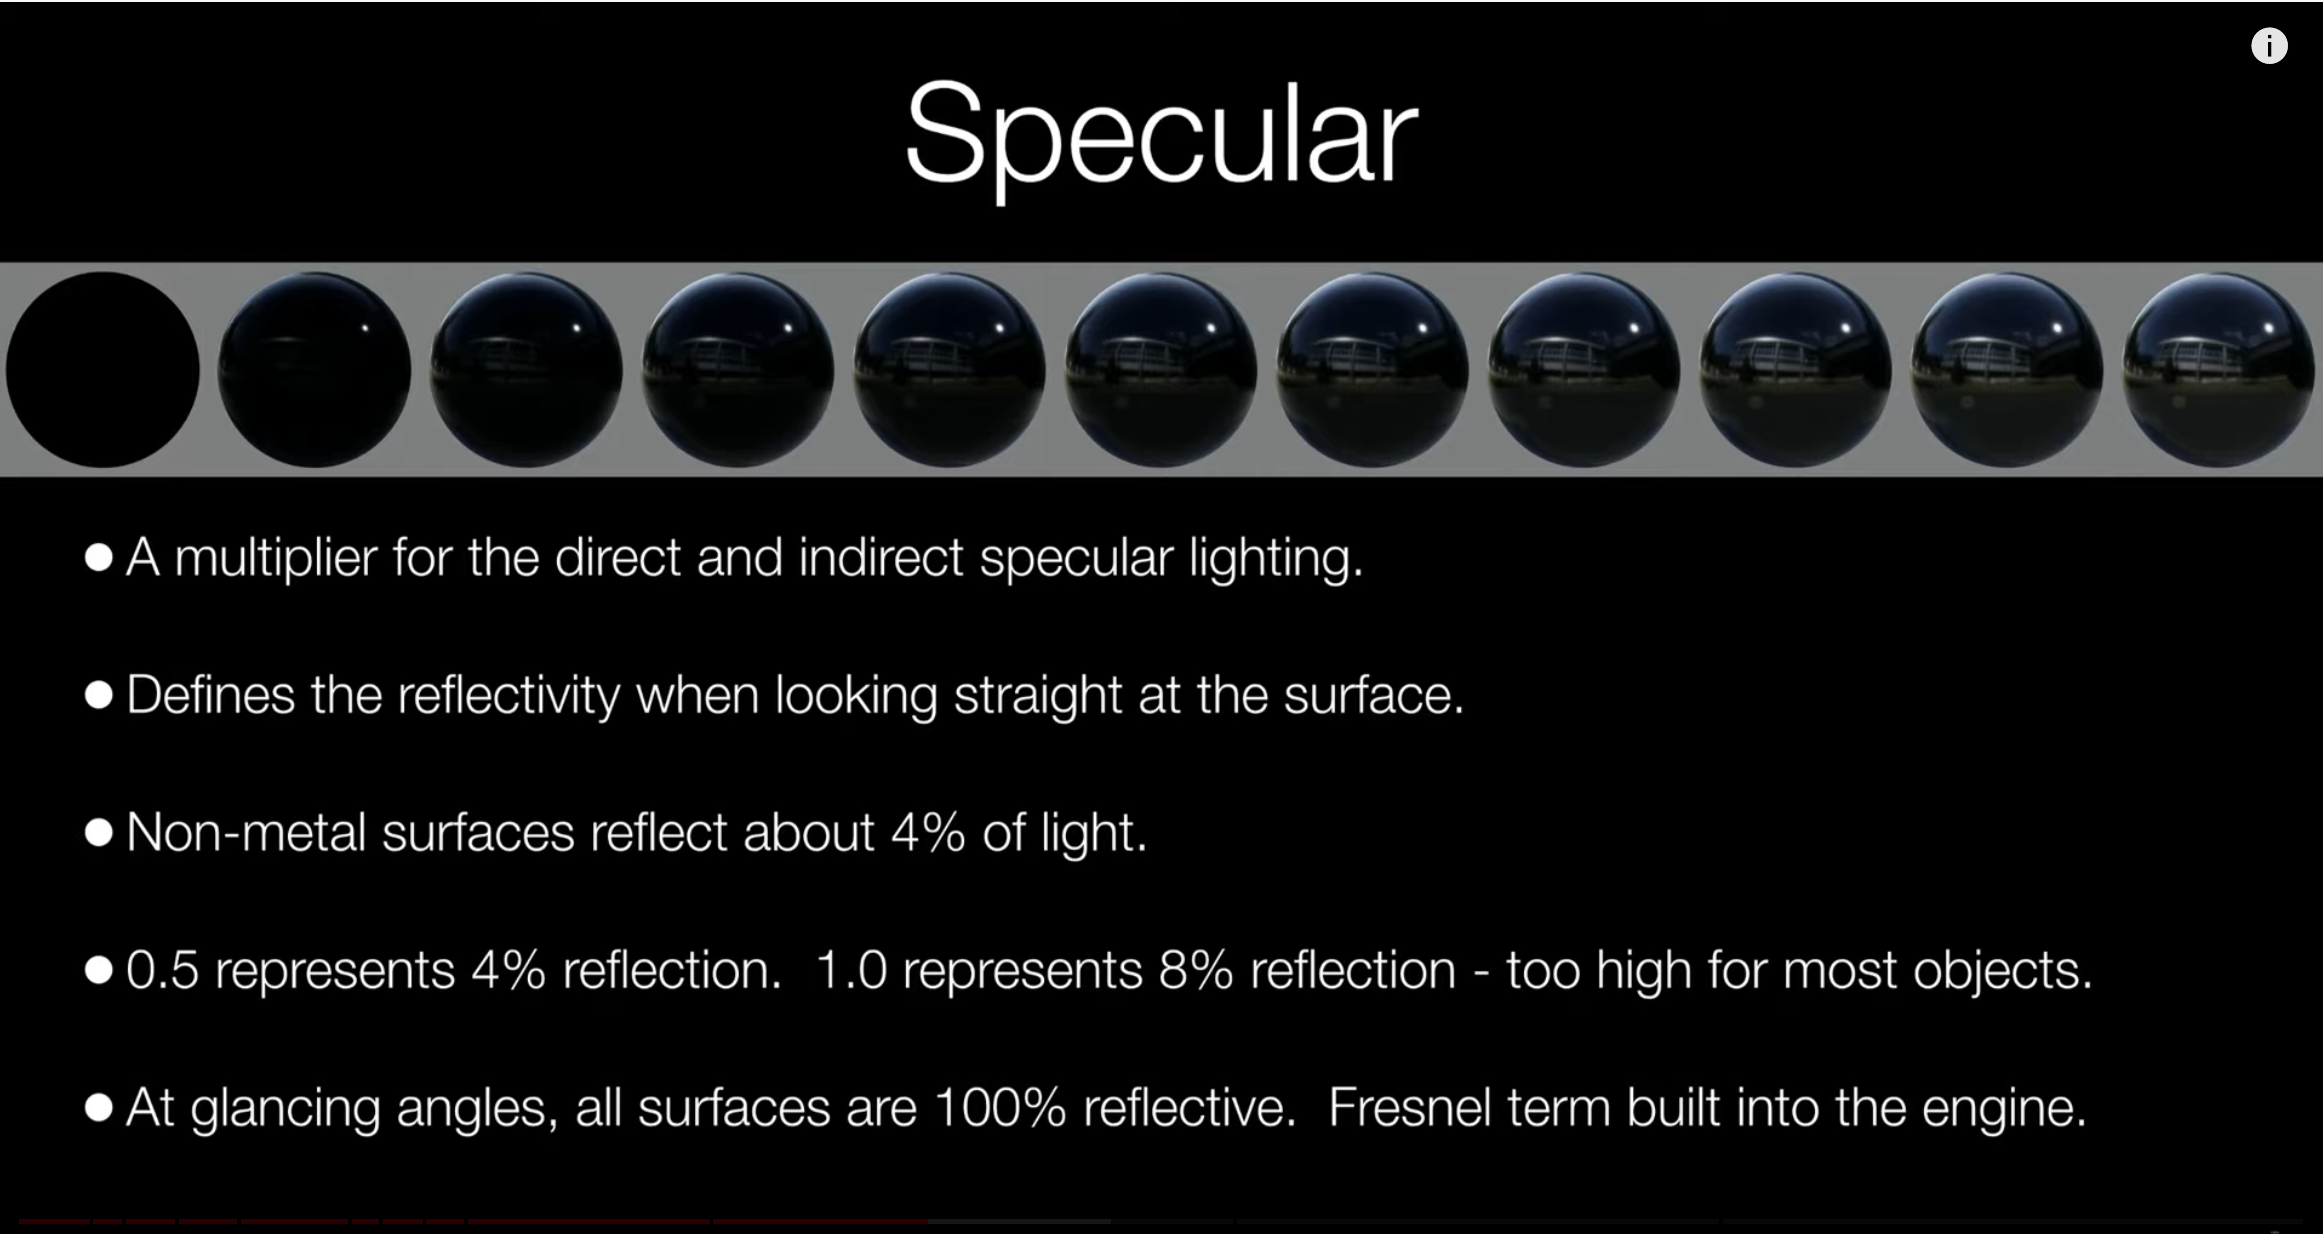 Specular
● A multiplier for the direct and indirect specular lighting.
● Defines the reflectivity when looking straight at the surface.
● Non-metal surfaces reflect about 4% of light.
● 0.5 represents 4% reflection.  1.0 represents 8% reflection - too high for most objects.
● At glancing angles, all surfaces are 100% reflective.  Fresnel term built into the engine.